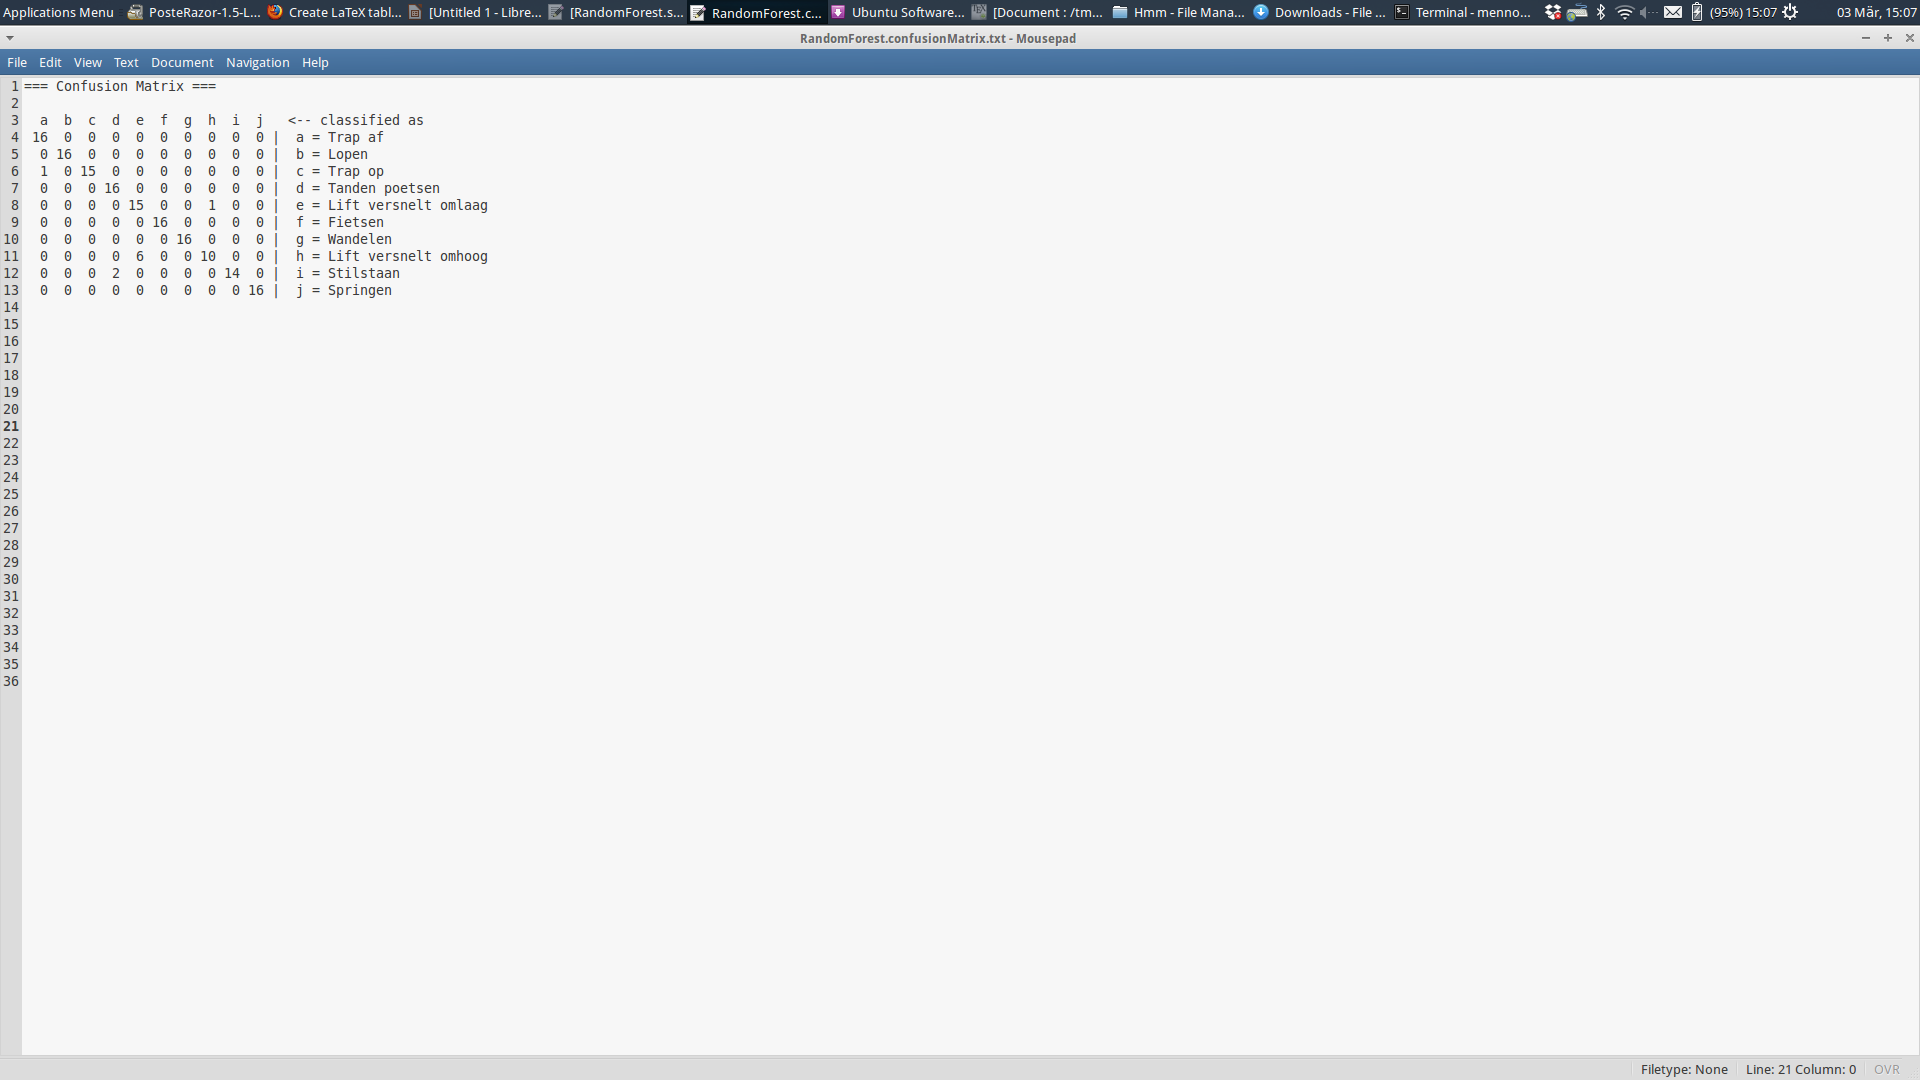 Applications Menu PosteRazor-1.5-L... Create LaTeX tabl... [Untitled 1 - Libre... [RandomForest.s... RandomForest.c... Ubuntu Software... [Document : /tm... Hmm - File Mana... Downloads - File ... Terminal - menno... (95%) 15:07 03 Mär, 15:07
RandomForest.confusionMatrix.txt - Mousepad
File Edit View Text Document Navigation Help
1 === Confusion Matrix ===
2
3   a  b  c  d  e  f  g  h  i  j   <-- classified as
4  16  0  0  0  0  0  0  0  0  0 |  a = Trap af
5   0 16  0  0  0  0  0  0  0  0 |  b = Lopen
6   1  0 15  0  0  0  0  0  0  0 |  c = Trap op
7   0  0  0 16  0  0  0  0  0  0 |  d = Tanden poetsen
8   0  0  0  0 15  0  0  1  0  0 |  e = Lift versnelt omlaag
9   0  0  0  0  0 16  0  0  0  0 |  f = Fietsen
10  0  0  0  0  0  0 16  0  0  0 |  g = Wandelen
11  0  0  0  0  6  0  0 10  0  0 |  h = Lift versnelt omhoog
12  0  0  0  2  0  0  0  0 14  0 |  i = Stilstaan
13  0  0  0  0  0  0  0  0  0 16 |  j = Springen
14
15
16
17
18
19
20
21
22
23
24
25
26
27
28
29
30
31
32
33
34
35
36
Filetype: None Line: 21 Column: 0 OVR